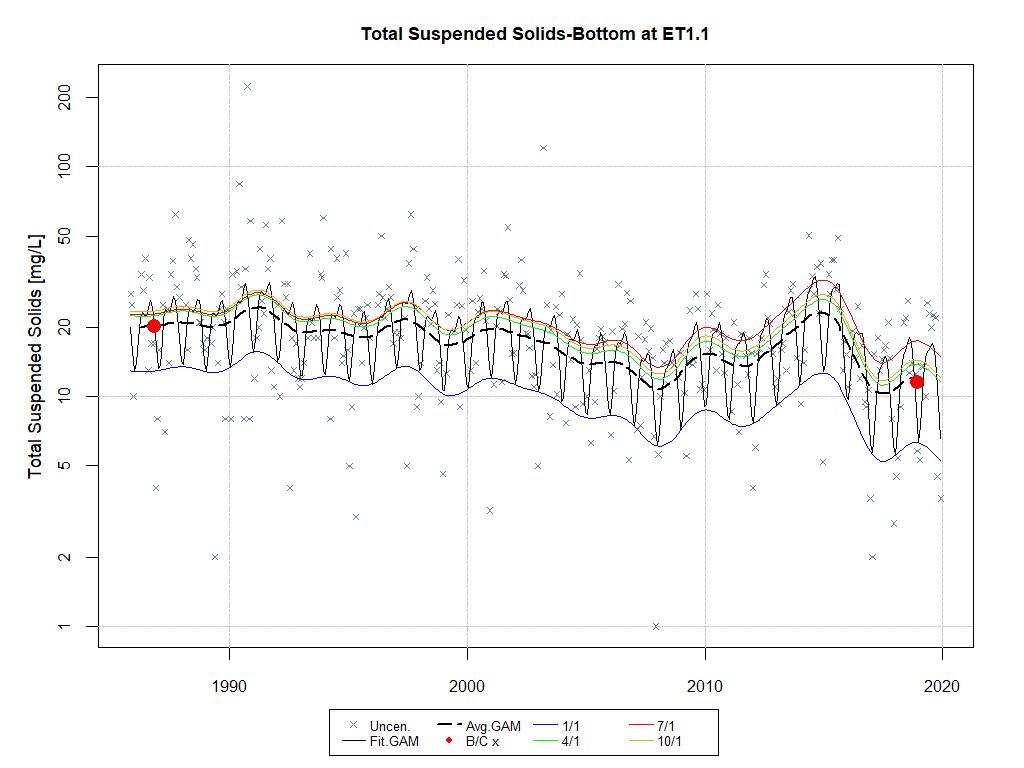 Total Suspended Solids-Bottom at ET1.1
Total Suspended Solids [mg/L]
200
100
50
20
10
5
2
1
1990 2000 2010 2020
Uncen. Avg.GAM 1/1 7/1
Fit.GAM B/C x 4/1 10/1